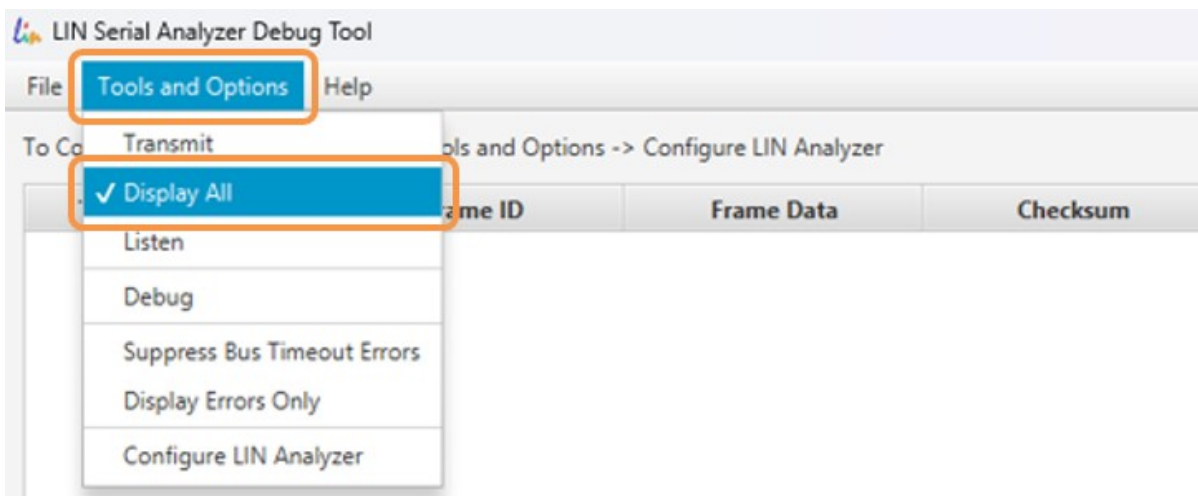 Lin LIN Serial Analyzer Debug Tool
File Tools and Options Help
To Co
ols and Options -> Configure LIN Analyzer
ame ID Frame Data Checksum
Transmit
✓ Display All
Listen
Debug
Suppress Bus Timeout Errors
Display Errors Only
Configure LIN Analyzer